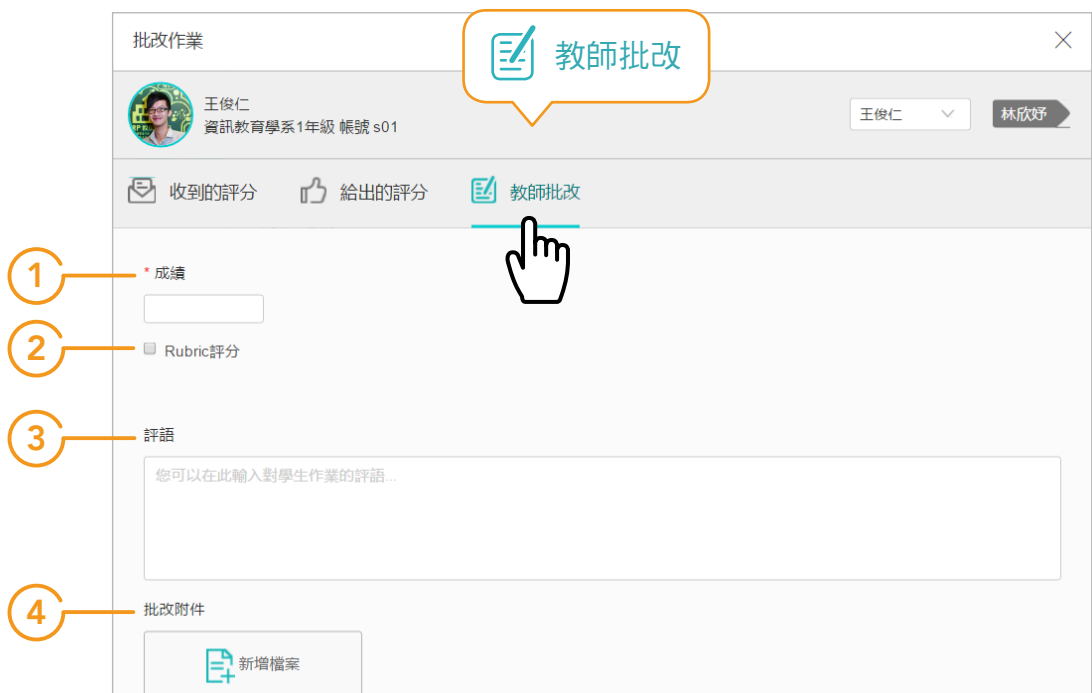 批改作業
教師批改
王俊仁
資訊教育學系1年級 帳號 s01
王俊仁
林欣妤
收到的評分
給出的評分
教師批改
1
* 成績
2
Rubric評分
3
評語
您可以在此輸入對學生作業的評語...
4
批改附件
新增檔案